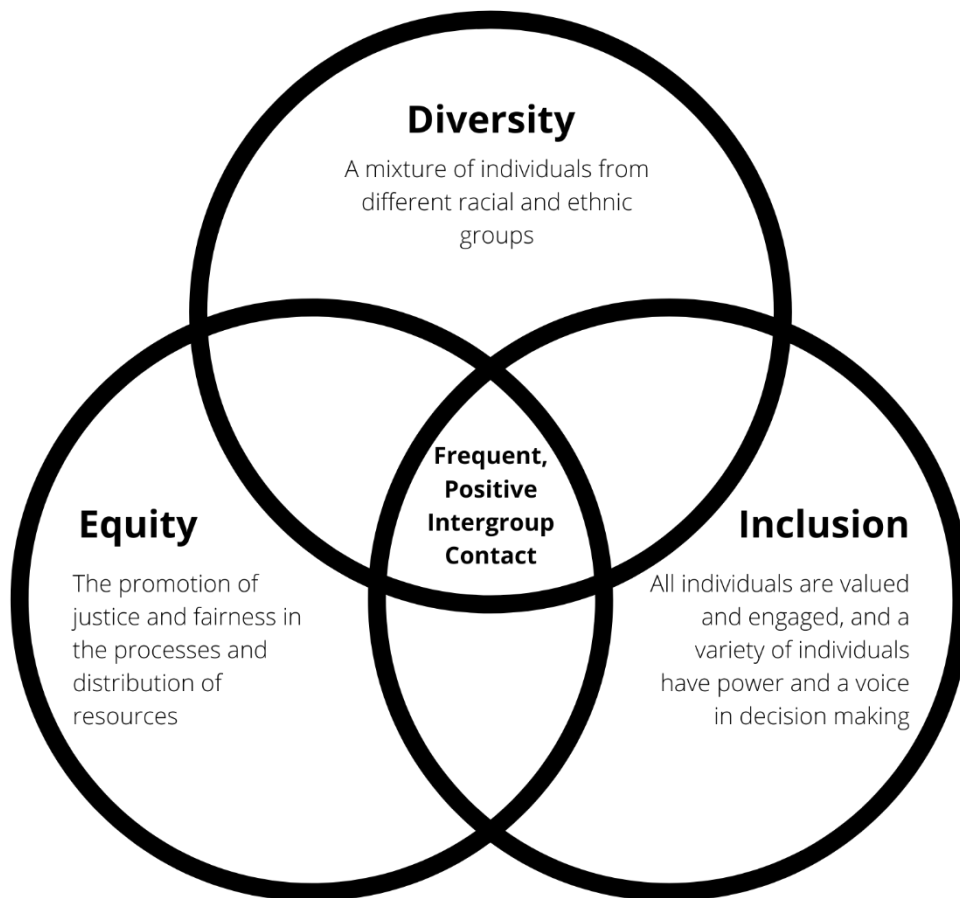 Diversity
A mixture of individuals from
different racial and ethnic
groups
Frequent,
Positive
Intergroup
Contact
Equity
The promotion of
justice and fairness in
the processes and
distribution of
resources
Inclusion
All individuals are valued
and engaged, and a
variety of individuals
have power and a voice
in decision making